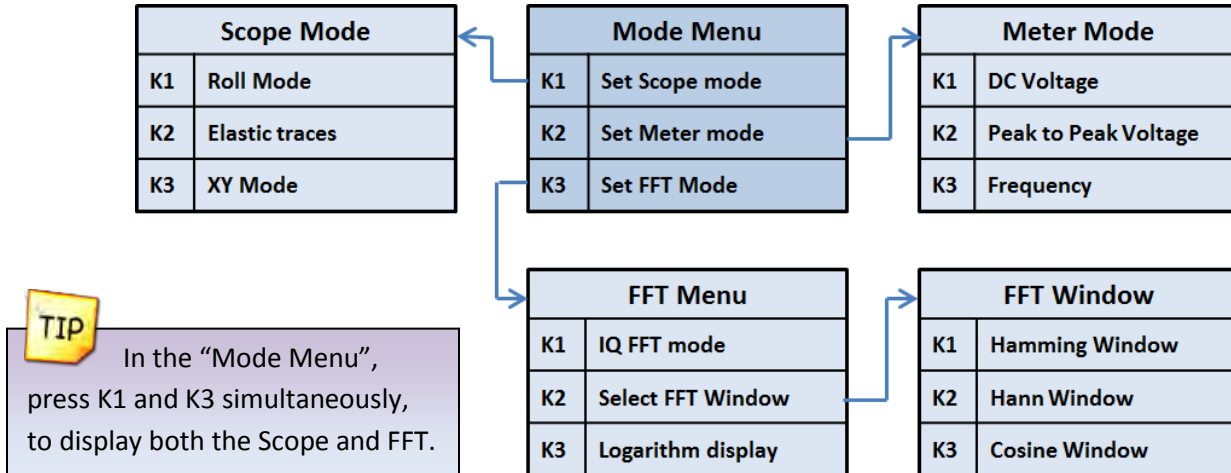 Scope Mode
K1 Roll Mode
K2 Elastic traces
K3 XY Mode
Mode Menu
K1 Set Scope mode
K2 Set Meter mode
K3 Set FFT Mode
Meter Mode
K1 DC Voltage
K2 Peak to Peak Voltage
K3 Frequency
TIP
In the “Mode Menu”,
press K1 and K3 simultaneously,
to display both the Scope and FFT.
FFT Menu
K1 IQ FFT mode
K2 Select FFT Window
K3 Logarithm display
FFT Window
K1 Hamming Window
K2 Hann Window
K3 Cosine Window